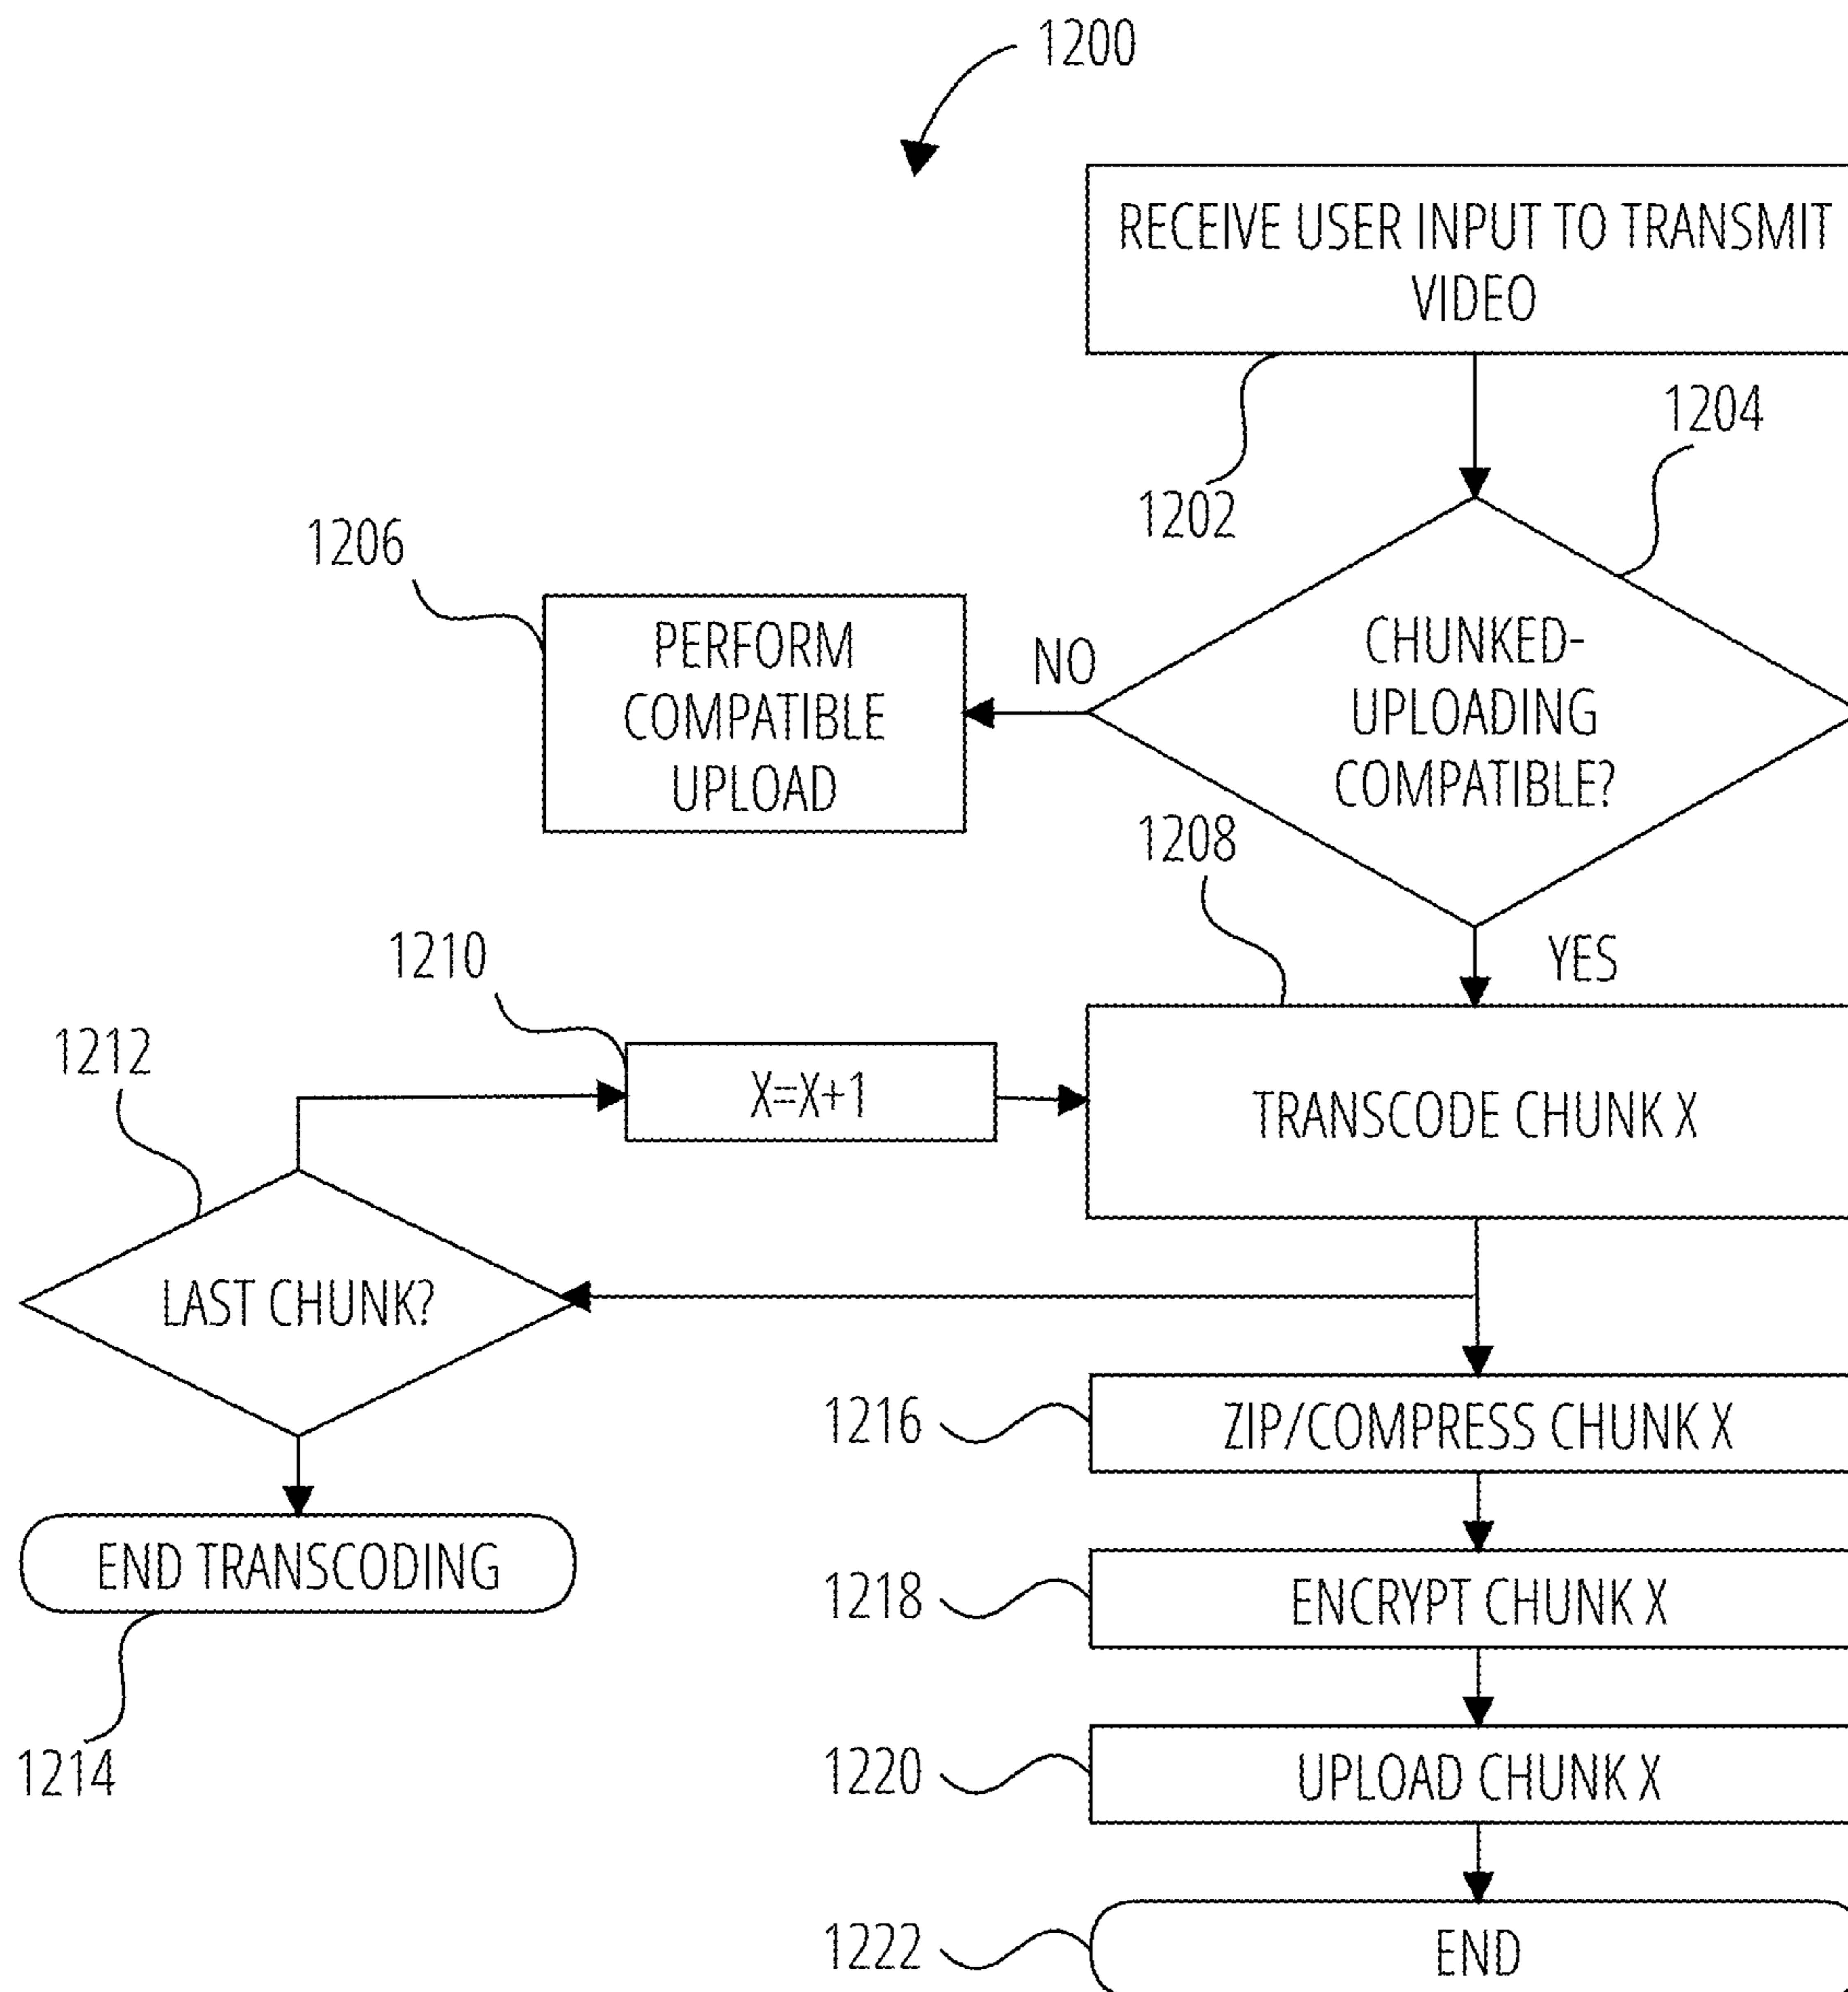 1200
RECEIVE USER INPUT TO TRANSMIT
VIDEO
1202
1204
CHUNKED-
UPLOADING
COMPATIBLE?
NO
1206
PERFORM
COMPATIBLE
UPLOAD
YES
1208
TRANSCODE CHUNK X
1210
X=X+1
1212
LAST CHUNK?
END TRANSCODING
1214
1216
ZIP/COMPRESS CHUNK X
1218
ENCRYPT CHUNK X
1220
UPLOAD CHUNK X
1222
END